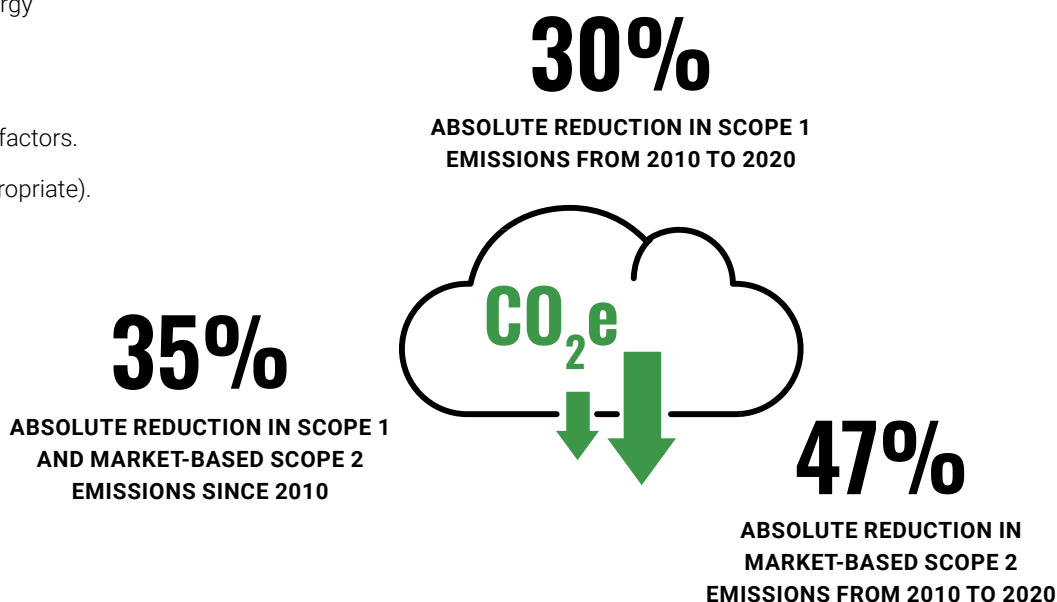 factors.
30%
ABSOLUTE REDUCTION IN SCOPE 1
EMISSIONS FROM 2010 TO 2020
CO2e
35%
ABSOLUTE REDUCTION IN SCOPE 1
AND MARKET-BASED SCOPE 2
EMISSIONS SINCE 2010
47%
ABSOLUTE REDUCTION IN
MARKET-BASED SCOPE 2
EMISSIONS FROM 2010 TO 2020